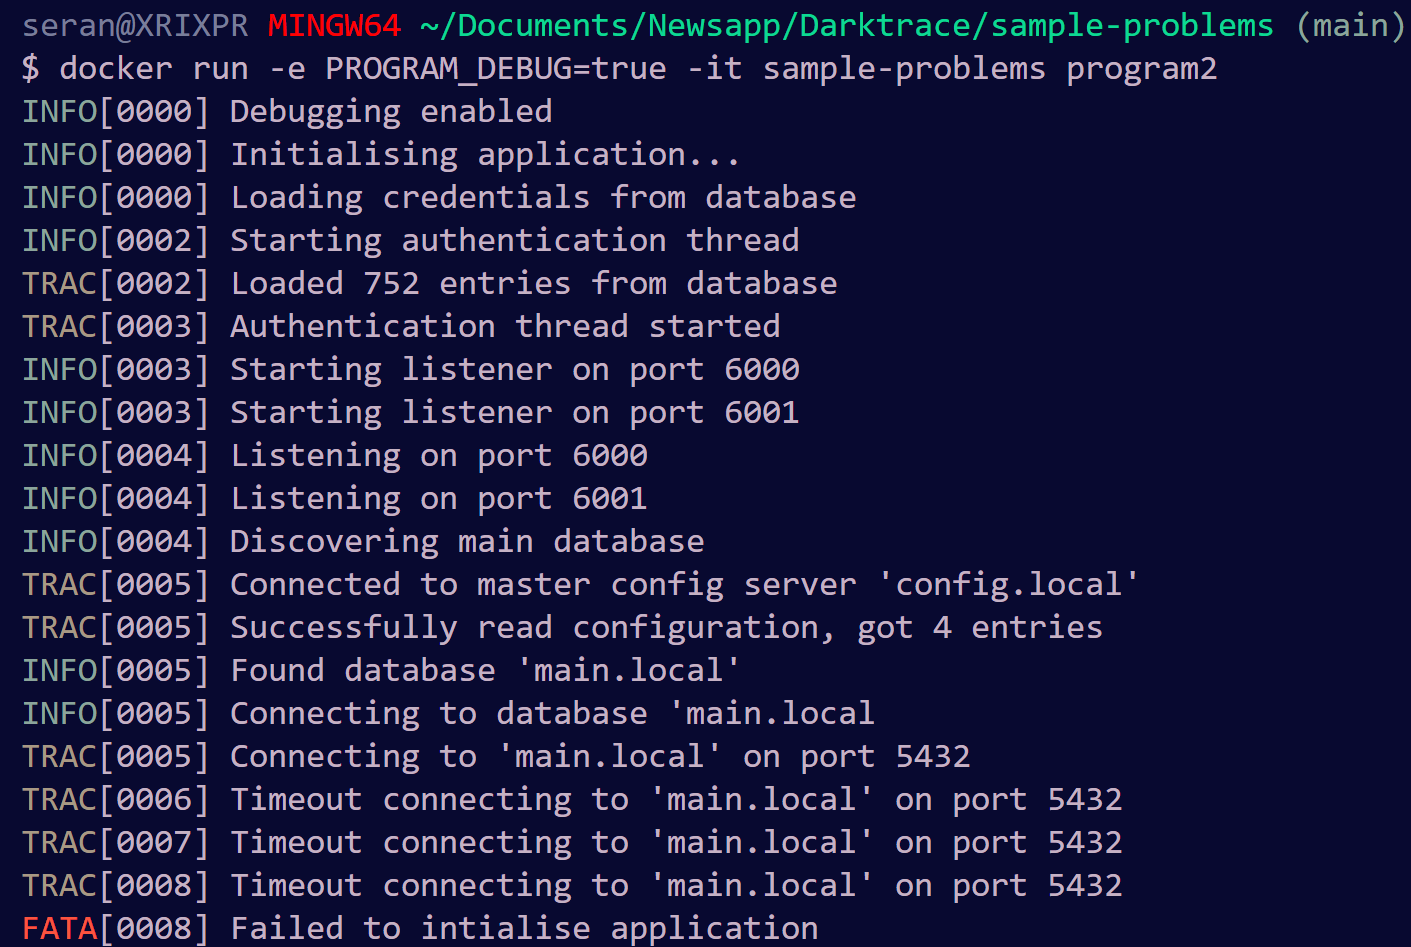 seran@XRIXPR MINGW64 ~/Documents/Newsapp/Darktrace/sample-problems (main)
$ docker run -e PROGRAM_DEBUG=true -it sample-problems program2
INFO[0000] Debugging enabled
INFO[0000] Initialising application...
INFO[0000] Loading credentials from database
INFO[0002] Starting authentication thread
TRAC[0002] Loaded 752 entries from database
TRAC[0003] Authentication thread started
INFO[0003] Starting listener on port 6000
INFO[0003] Starting listener on port 6001
INFO[0004] Listening on port 6000
INFO[0004] Listening on port 6001
INFO[0004] Discovering main database
TRAC[0005] Connected to master config server 'config.local'
TRAC[0005] Successfully read configuration, got 4 entries
INFO[0005] Found database 'main.local'
INFO[0005] Connecting to database 'main.local
TRAC[0005] Connecting to 'main.local' on port 5432
TRAC[0006] Timeout connecting to 'main.local' on port 5432
TRAC[0007] Timeout connecting to 'main.local' on port 5432
TRAC[0008] Timeout connecting to 'main.local' on port 5432
FATA[0008] Failed to intialise application